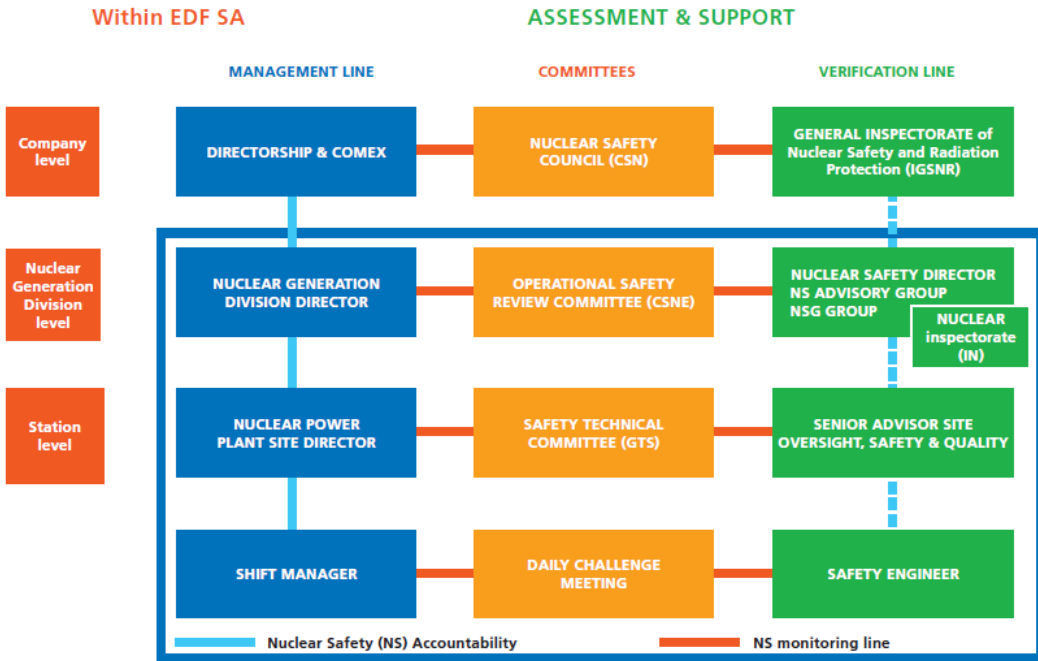 Within EDF SA
ASSESSMENT & SUPPORT
MANAGEMENT LINE
COMMITTEES
VERIFICATION LINE
Company
level
DIRECTORSHIP & COMEX
NUCLEAR SAFETY
COUNCIL (CSN)
GENERAL INSPECTORATE of
Nuclear Safety and Radiation
Protection (IGSNR)
Nuclear
Generation
Division
level
NUCLEAR GENERATION
DIVISION DIRECTOR
OPERATIONAL SAFETY
REVIEW COMMITTEE (CSNE)
NUCLEAR SAFETY DIRECTOR
NS ADVISORY GROUP
NSG GROUP
NUCLEAR
inspectorate
(IN)
Station
level
NUCLEAR POWER
PLANT SITE DIRECTOR
SAFETY TECHNICAL
COMMITTEE (GTS)
SENIOR ADVISOR SITE
OVERSIGHT, SAFETY & QUALITY
SHIFT MANAGER
DAILY CHALLENGE
MEETING
SAFETY ENGINEER
Nuclear Safety (NS) Accountability
NS monitoring line